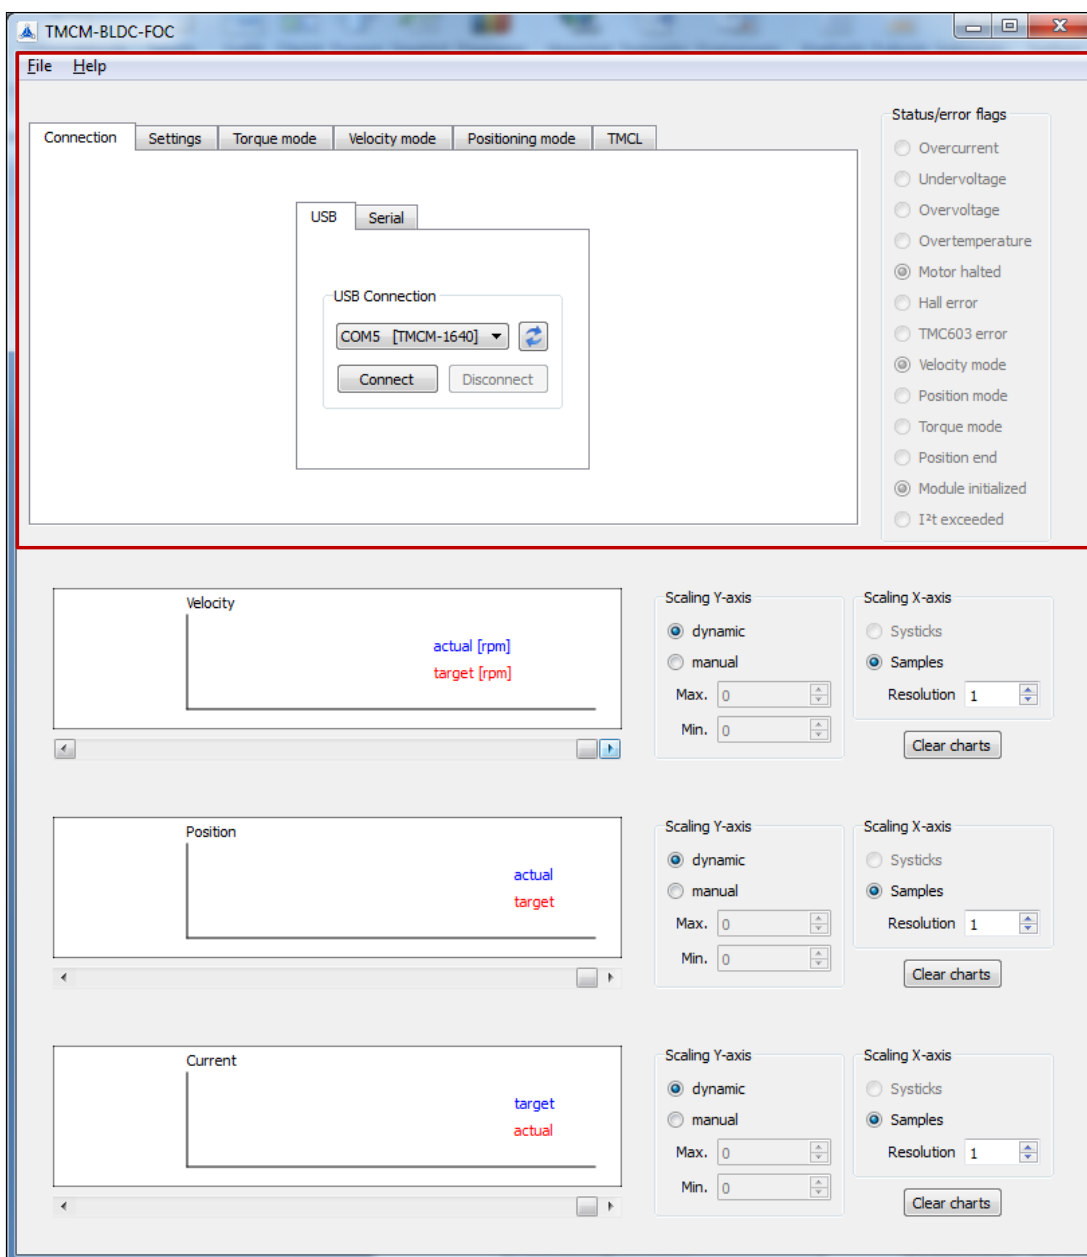 TMCM-BLDC-FOC
File Help
Connection Settings Torque mode Velocity mode Positioning mode TMCL
USB Serial
USB Connection
COM5 [TMCM-1640]
Connect Disconnect
Status/error flags
Overcurrent
Undervoltage
Overvoltage
Overtemperature
Motor halted
Hall error
TMC603 error
Velocity mode
Position mode
Torque mode
Position end
Module initialized
I²t exceeded
Velocity
actual [rpm]
target [rpm]
Scaling Y-axis
dynamic
manual
Max. 0
Min. 0
Scaling X-axis
Systicks
Samples
Resolution 1
Clear charts
Position
actual
target
Scaling Y-axis
dynamic
manual
Max. 0
Min. 0
Scaling X-axis
Systicks
Samples
Resolution 1
Clear charts
Current
target
actual
Scaling Y-axis
dynamic
manual
Max. 0
Min. 0
Scaling X-axis
Systicks
Samples
Resolution 1
Clear charts